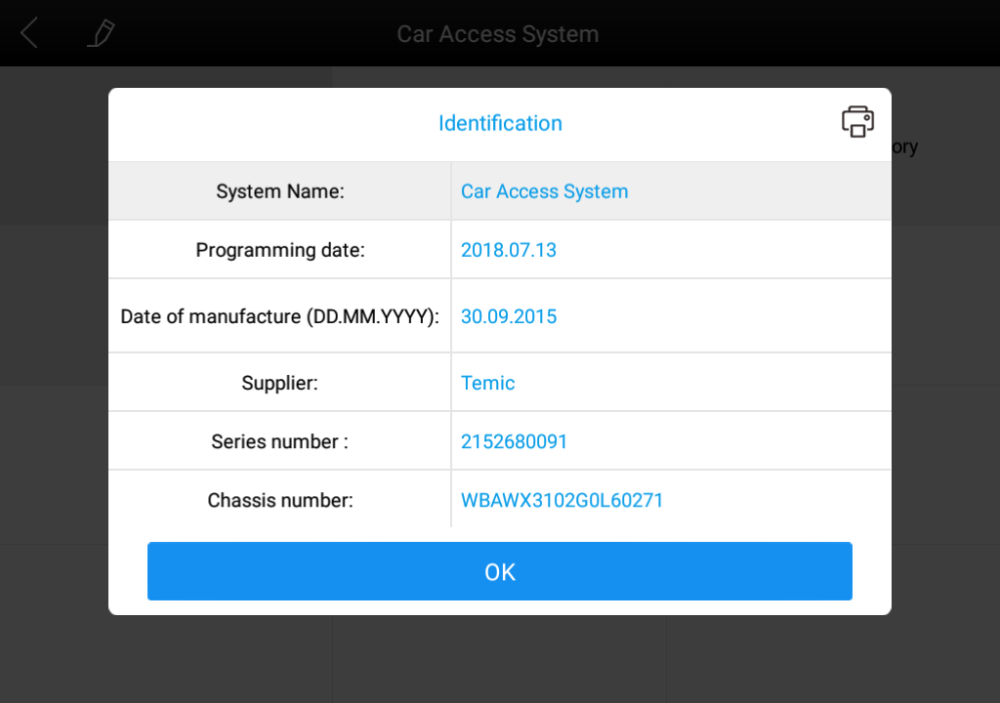 Car Access System
Identification
ory
System Name: Car Access System
Programming date: 2018.07.13
Date of manufacture (DD.MM.YYYY): 30.09.2015
Supplier: Temic
Series number : 2152680091
Chassis number: WBAWX3102G0L60271
OK